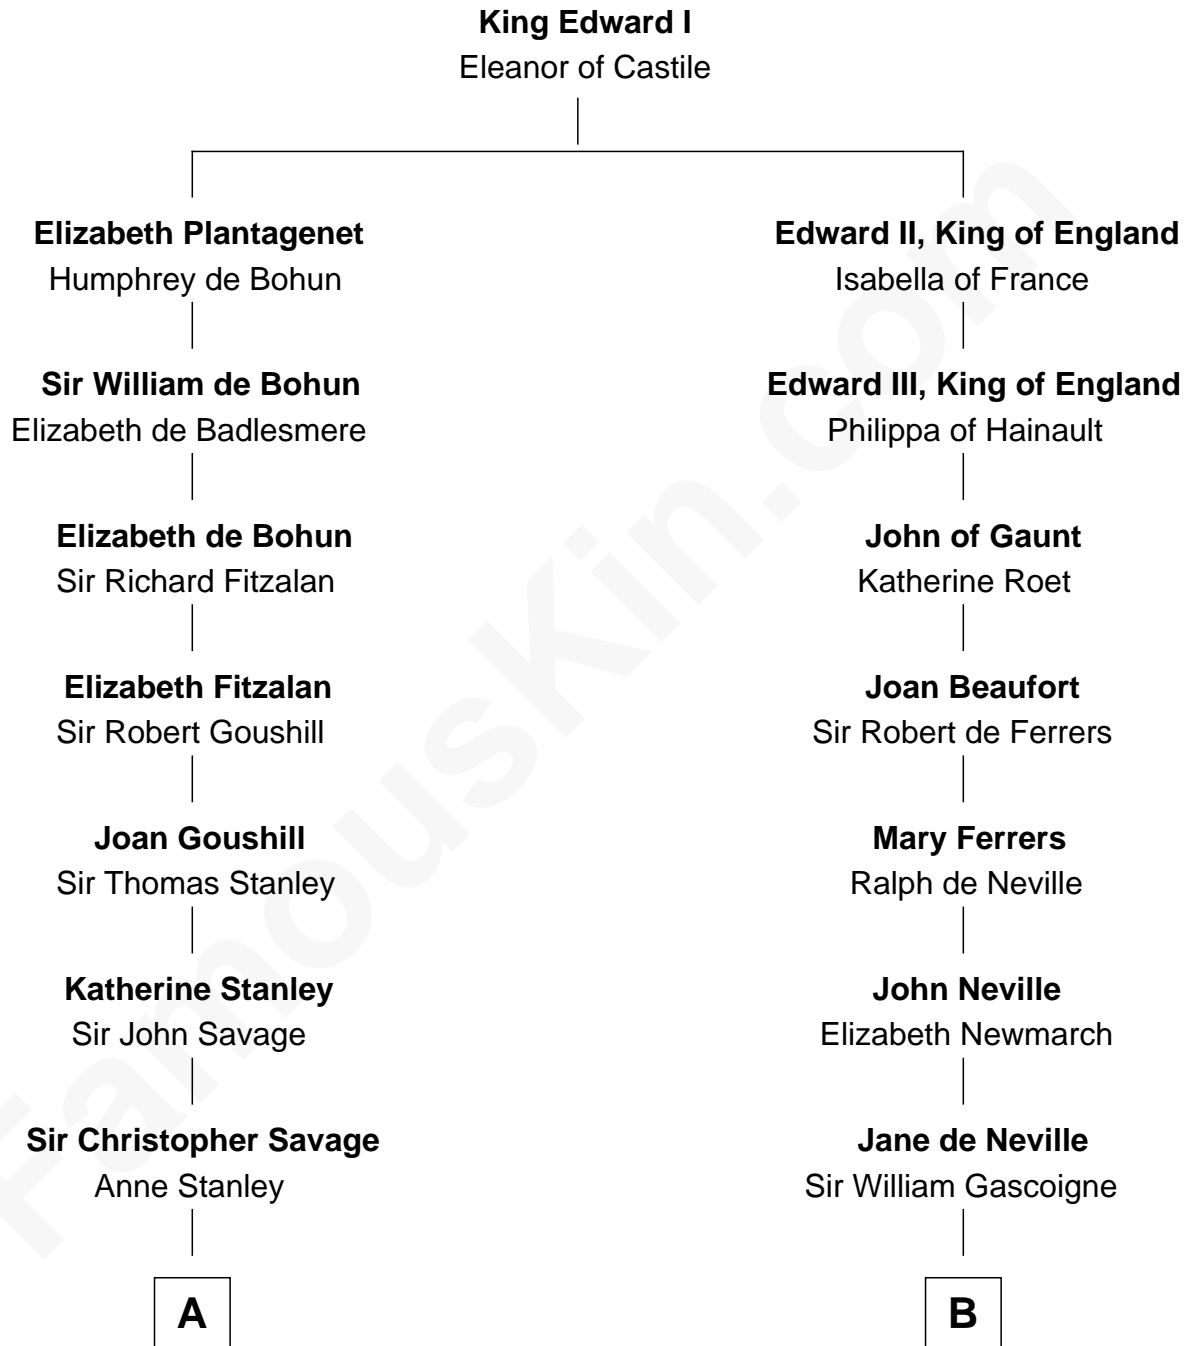 King Edward I
Eleanor of Castile
Elizabeth Plantagenet
Humphrey de Bohun
Edward II, King of England
Isabella of France
Sir William de Bohun
Elizabeth de Badlesmere
Edward III, King of England
Philippa of Hainault
Elizabeth de Bohun
Sir Richard Fitzalan
John of Gaunt
Katherine Roet
Elizabeth Fitzalan
Sir Robert Goushill
Joan Beaufort
Sir Robert de Ferrers
Joan Goushill
Sir Thomas Stanley
Mary Ferrers
Ralph de Neville
Katherine Stanley
Sir John Savage
John Neville
Elizabeth Newmarch
Sir Christopher Savage
Anne Stanley
Jane de Neville
Sir William Gascoigne
A
B
FamousKin.com